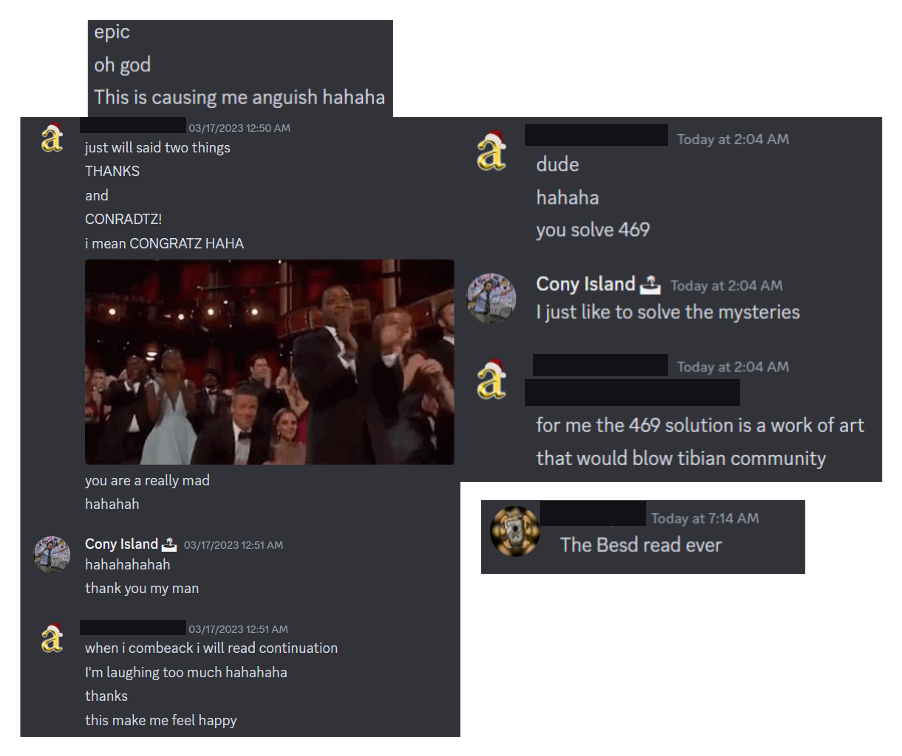 epic
oh god
This is causing me anguish hahaha
03/17/2023 12:50 AM
just will said two things
THANKS
and
CONRADTZ!
i mean CONGRATZ HAHA
you are a really mad
hahahah
Cony Island 03/17/2023 12:51 AM
hahahahahah
thank you my man
03/17/2023 12:51 AM
when i combeack i will read continuation
I'm laughing too much hahahaha
thanks
this make me feel happy
Today at 2:04 AM
dude
hahaha
you solve 469
Cony Island Today at 2:04 AM
I just like to solve the mysteries
Today at 2:04 AM
for me the 469 solution is a work of art
that would blow tibian community
Today at 7:14 AM
The Besd read ever